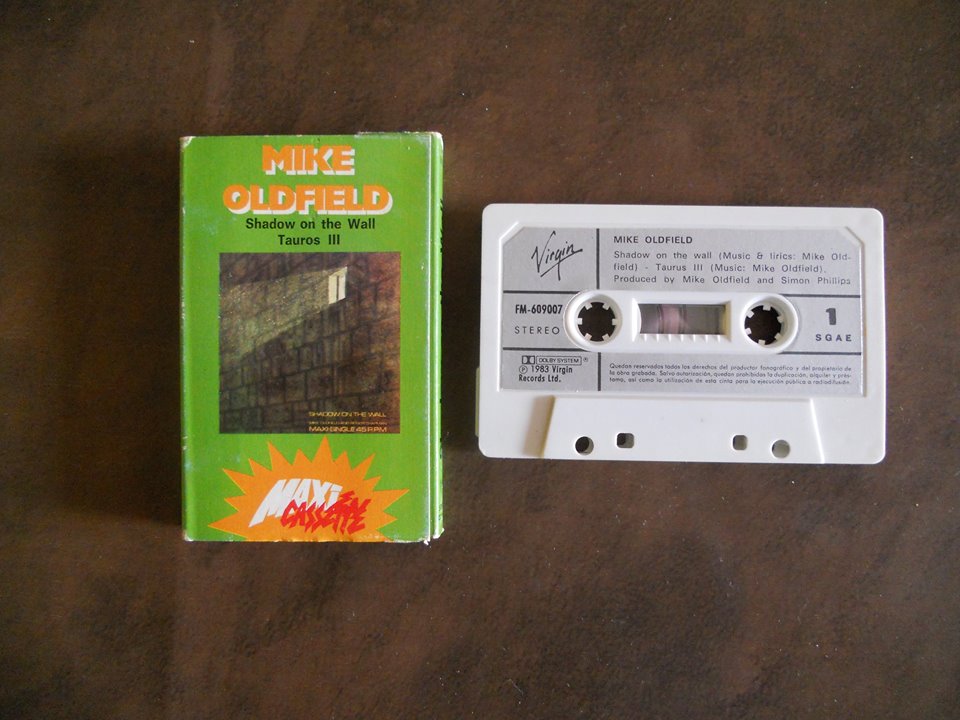 MIKE
OLDFIELD
Shadow on the Wall
Tauros III
SHADOW ON THE WALL
MAXI SINGLE 45 R.P.M.
MAXI
CASSETTE
Virgin
MIKE OLDFIELD
Shadow on the wall (Music & lirics: Mike Old-
field) - Taurus III (Music: Mike Oldfield).
Produced by Mike Oldfield and Simon Phillips
FM-609007
STEREO
1
SGAE
DOLBY SYSTEM ®
Ⓟ 1983 Virgin
Records Ltd.
Quedan reservados todos los derechos del productor fonográfico y del propietario de
la obra grabada. Salvo autorización, quedan prohibidos la duplicación, alquiler y prés-
tamo, así como la utilización de esta cinta para la ejecución pública o radiodifusión.